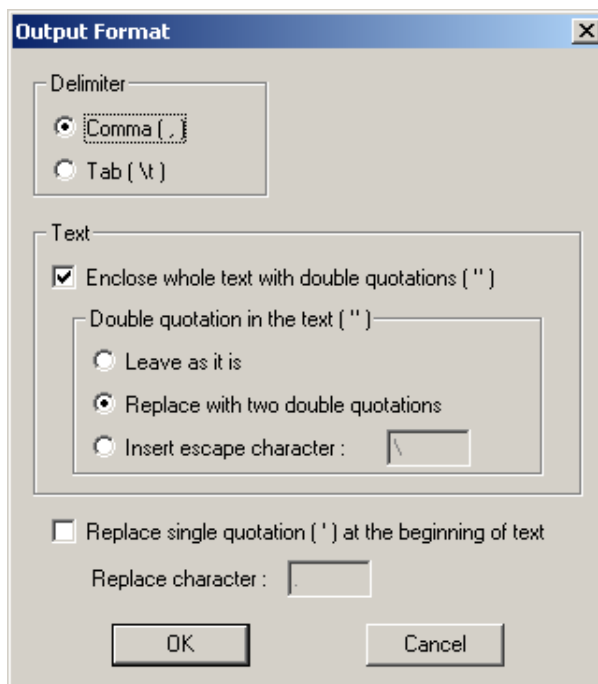 Output Format
Delimiter
Comma ( , )
Tab ( \t )
Text
Enclose whole text with double quotations ( " )
Double quotation in the text ( " )
Leave as it is
Replace with two double quotations
Insert escape character : \
Replace single quotation ( ' ) at the beginning of text
Replace character : .
OK Cancel